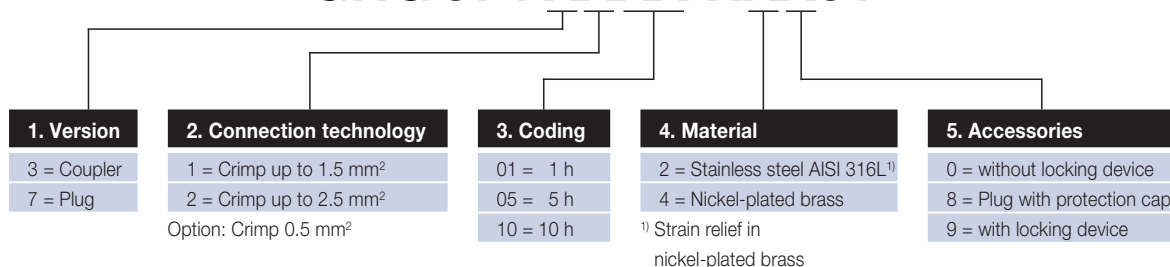 1. Version
3 = Coupler
7 = Plug
2. Connection technology
1 = Crimp up to 1.5 mm²
2 = Crimp up to 2.5 mm²
Option: Crimp 0.5 mm²
3. Coding
01 = 1 h
05 = 5 h
10 = 10 h
4. Material
2 = Stainless steel AISI 316L¹⁾
4 = Nickel-plated brass
¹⁾ Strain relief in
nickel-plated brass
5. Accessories
0 = without locking device
8 = Plug with protection cap
9 = with locking device